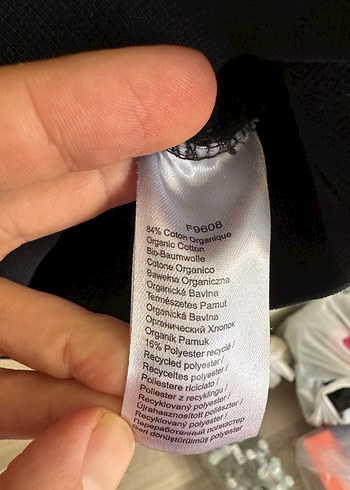 F9608
84% Coton Organique
Organic Cotton
Bio-Baumwolle
Cotone Organico
Bawełna Organiczna
Organická Bavlna
Természetes Pamut
Organická Bavlna
Органический Хлопок
Organik Pamuk
16% Polyester recyclé /
Recycled polyester /
Recyceltes polyester /
Poliestere riciclato /
Poliester z recyklingu /
Recyklovaný polyester /
Újrahasznosított poliészter /
Recyklovaný polyester /
Переработанный полиэстер
Geri dönüştürülmüş polyester